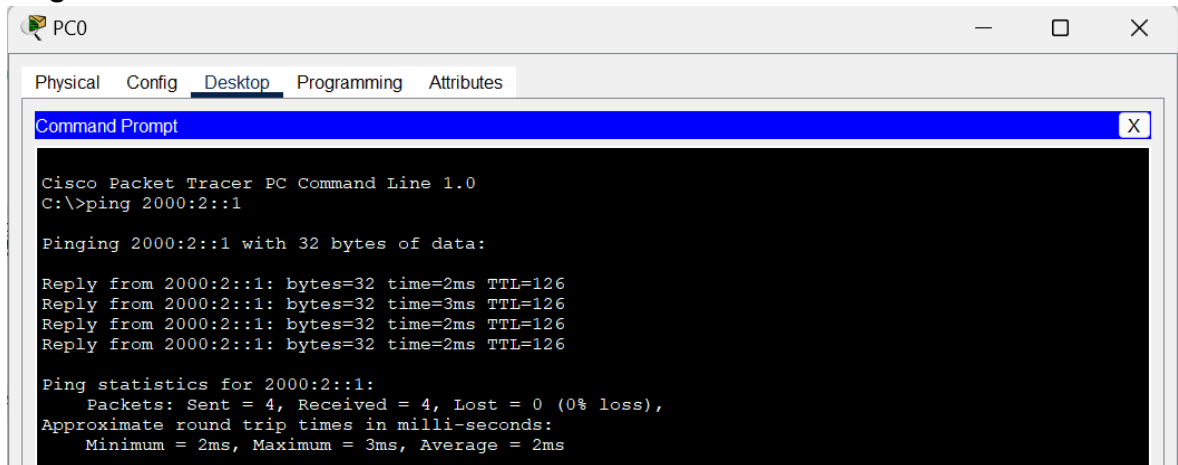 PC0
Physical Config Desktop Programming Attributes
Command Prompt X
Cisco Packet Tracer PC Command Line 1.0
C:\>ping 2000:2::1
Pinging 2000:2::1 with 32 bytes of data:
Reply from 2000:2::1: bytes=32 time=2ms TTL=126
Reply from 2000:2::1: bytes=32 time=3ms TTL=126
Reply from 2000:2::1: bytes=32 time=2ms TTL=126
Reply from 2000:2::1: bytes=32 time=2ms TTL=126
Ping statistics for 2000:2::1:
Packets: Sent = 4, Received = 4, Lost = 0 (0% loss),
Approximate round trip times in milli-seconds:
Minimum = 2ms, Maximum = 3ms, Average = 2ms